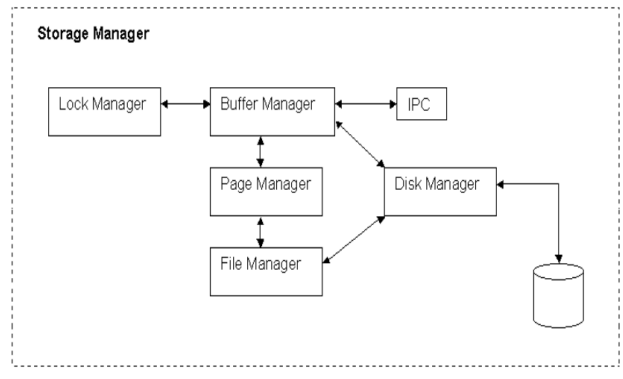 Storage Manager
Lock Manager
Buffer Manager
IPC
Page Manager
Disk Manager
File Manager